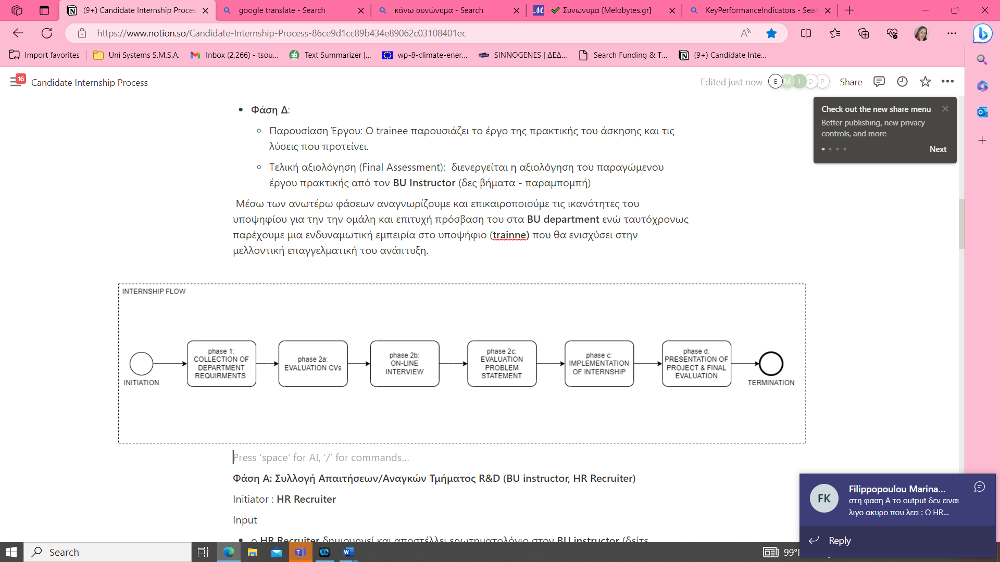 (9+) Candidate Internship Proces
google translate - Search
κάνω συνώνυμα - Search
Συνώνυμα [Melobytes.gr]
KeyPerformanceIndicators - Sear
https://www.notion.so/Candidate-Internship-Process-86ce9d1cc89b434e89062c03108401ec
Import favorites
Uni Systems S.M.S.A.
Inbox (2,266) - tsou...
Text Summarizer |...
wp-8-climate-ener...
SINNOGENES | ΔΕΔ...
Search Funding & T...
(9+) Candidate Inte...
16
Candidate Internship Process
Edited just now
E
M
I
D
P
Share
Check out the new share menu
Better publishing, new privacy
controls, and more
Next
Φάση Δ:
Παρουσίαση Έργου: Ο trainee παρουσιάζει το έργο της πρακτικής του άσκησης και τις
λύσεις που προτείνει.
Τελική αξιολόγηση (Final Assessment): διενεργείται η αξιολόγηση του παραγώμενου
έργου πρακτικής από τον BU Instructor (δες βήματα - παραμπομπή)
Μέσω των ανωτέρω φάσεων αναγνωρίζουμε και επικαιροποιούμε τις ικανότητες του
υποψηφίου για την την ομάλη και επιτυχή πρόσβαση του στα BU department ενώ ταυτόχρονως
παρέχουμε μια ενδυναμωτική εμπειρία στο υποψήφιο (trainne) που θα ενισχύσει στην
μελλοντική επαγγελματική του ανάπτυξη.
INTERNSHIP FLOW
INITIATION
phase 1:
COLLECTION OF
DEPARTMENT
REQUIRMENTS
phase 2a:
EVALUATION CVs
phase 2b:
ON-LINE
INTERVIEW
phase 2c:
EVALUATION
PROBLEM
STATEMENT
phase c:
IMPLEMENTATION
OF INTERNSHIP
phase d:
PRESENTATION OF
PROJECT & FINAL
EVALUATION
TERMINATION
Press ‘space’ for AI, ‘/’ for commands...
Φάση Α: Συλλογή Απαιτήσεων/Αναγκών Τμήματος R&D (BU instructor, HR Recruiter)
Initiator : HR Recruiter
Input
ο HR Recruiter δημιουργεί και αποστέλλει ερωτηματολόγιο στον BU instructor (δείτε
FK
Filippopoulou Marina...
στη φαση Α το output δεν ειναι
λιγο ακυρο που λεει : Ο HR...
Reply
Search
99°F